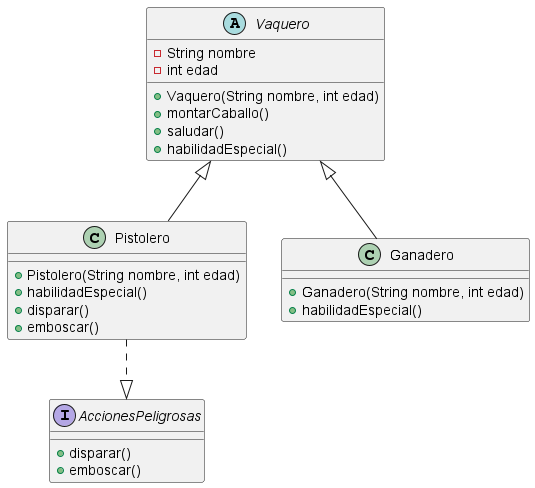 A Vaquero
String nombre
int edad
Vaquero(String nombre, int edad)
montarCaballo()
saludar()
habilidadEspecial()
C Pistolero
Pistolero(String nombre, int edad)
habilidadEspecial()
disparar()
emboscar()
C Ganadero
Ganadero(String nombre, int edad)
habilidadEspecial()
I AccionesPeligrosas
disparar()
emboscar()